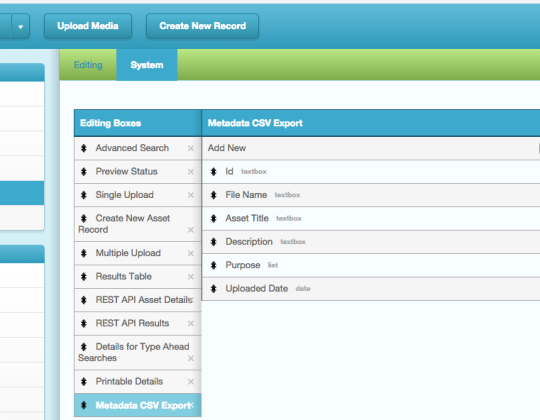 Upload Media
Create New Record
Editing
System
Editing Boxes
Advanced Search
Preview Status
Single Upload
Create New Asset
Record
Multiple Upload
Results Table
REST API Asset Details
REST API Results
Details for Type Ahead
Searches
Printable Details
Metadata CSV Export
Metadata CSV Export
Add New
Id textbox
File Name textbox
Asset Title textbox
Description textbox
Purpose list
Uploaded Date date